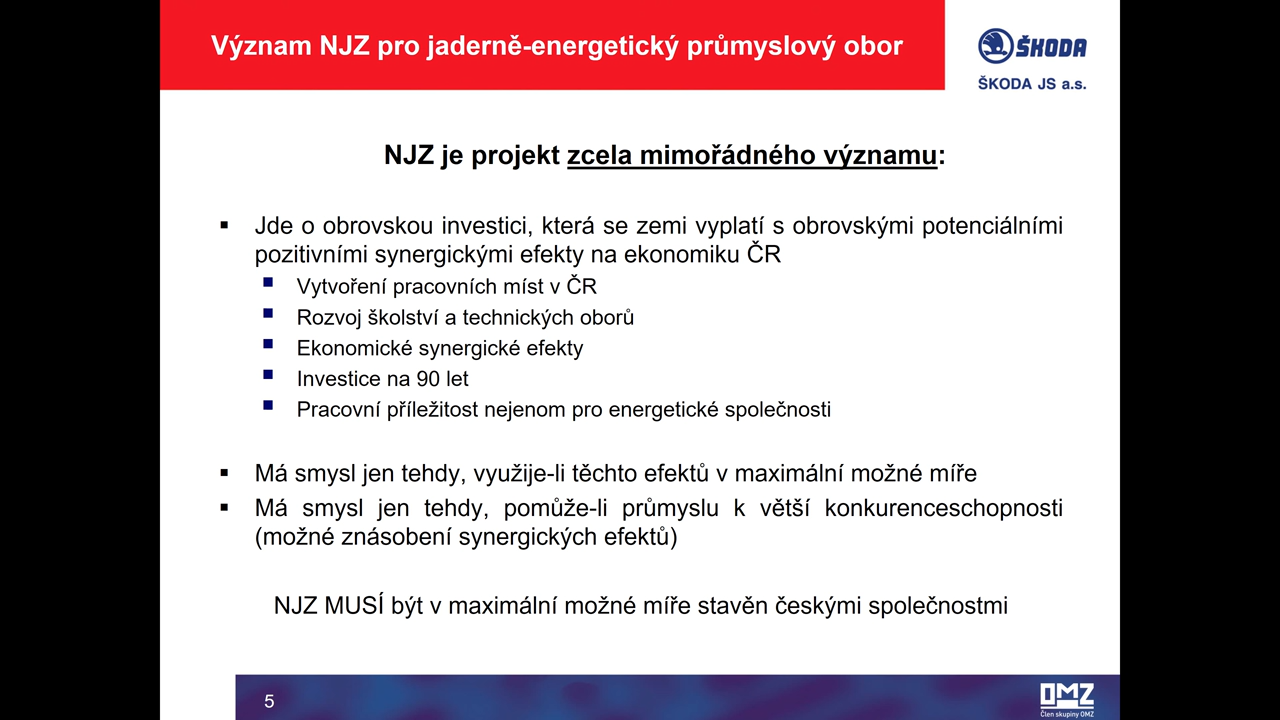 Význam NJZ pro jaderně-energetický průmyslový obor
ŠKODA
ŠKODA JS a.s.
NJZ je projekt zcela mimořádného významu:
▪ Jde o obrovskou investici, která se zemi vyplatí s obrovskými potenciálními
pozitivními synergickými efekty na ekonomiku ČR
▪ Vytvoření pracovních míst v ČR
▪ Rozvoj školství a technických oborů
▪ Ekonomické synergické efekty
▪ Investice na 90 let
▪ Pracovní příležitost nejenom pro energetické společnosti
▪ Má smysl jen tehdy, využije-li těchto efektů v maximální možné míře
▪ Má smysl jen tehdy, pomůže-li průmyslu k větší konkurenceschopnosti
(možné znásobení synergických efektů)
NJZ MUSÍ být v maximální možné míře stavěn českými společnostmi
5
OMZ
Člen skupiny OMZ